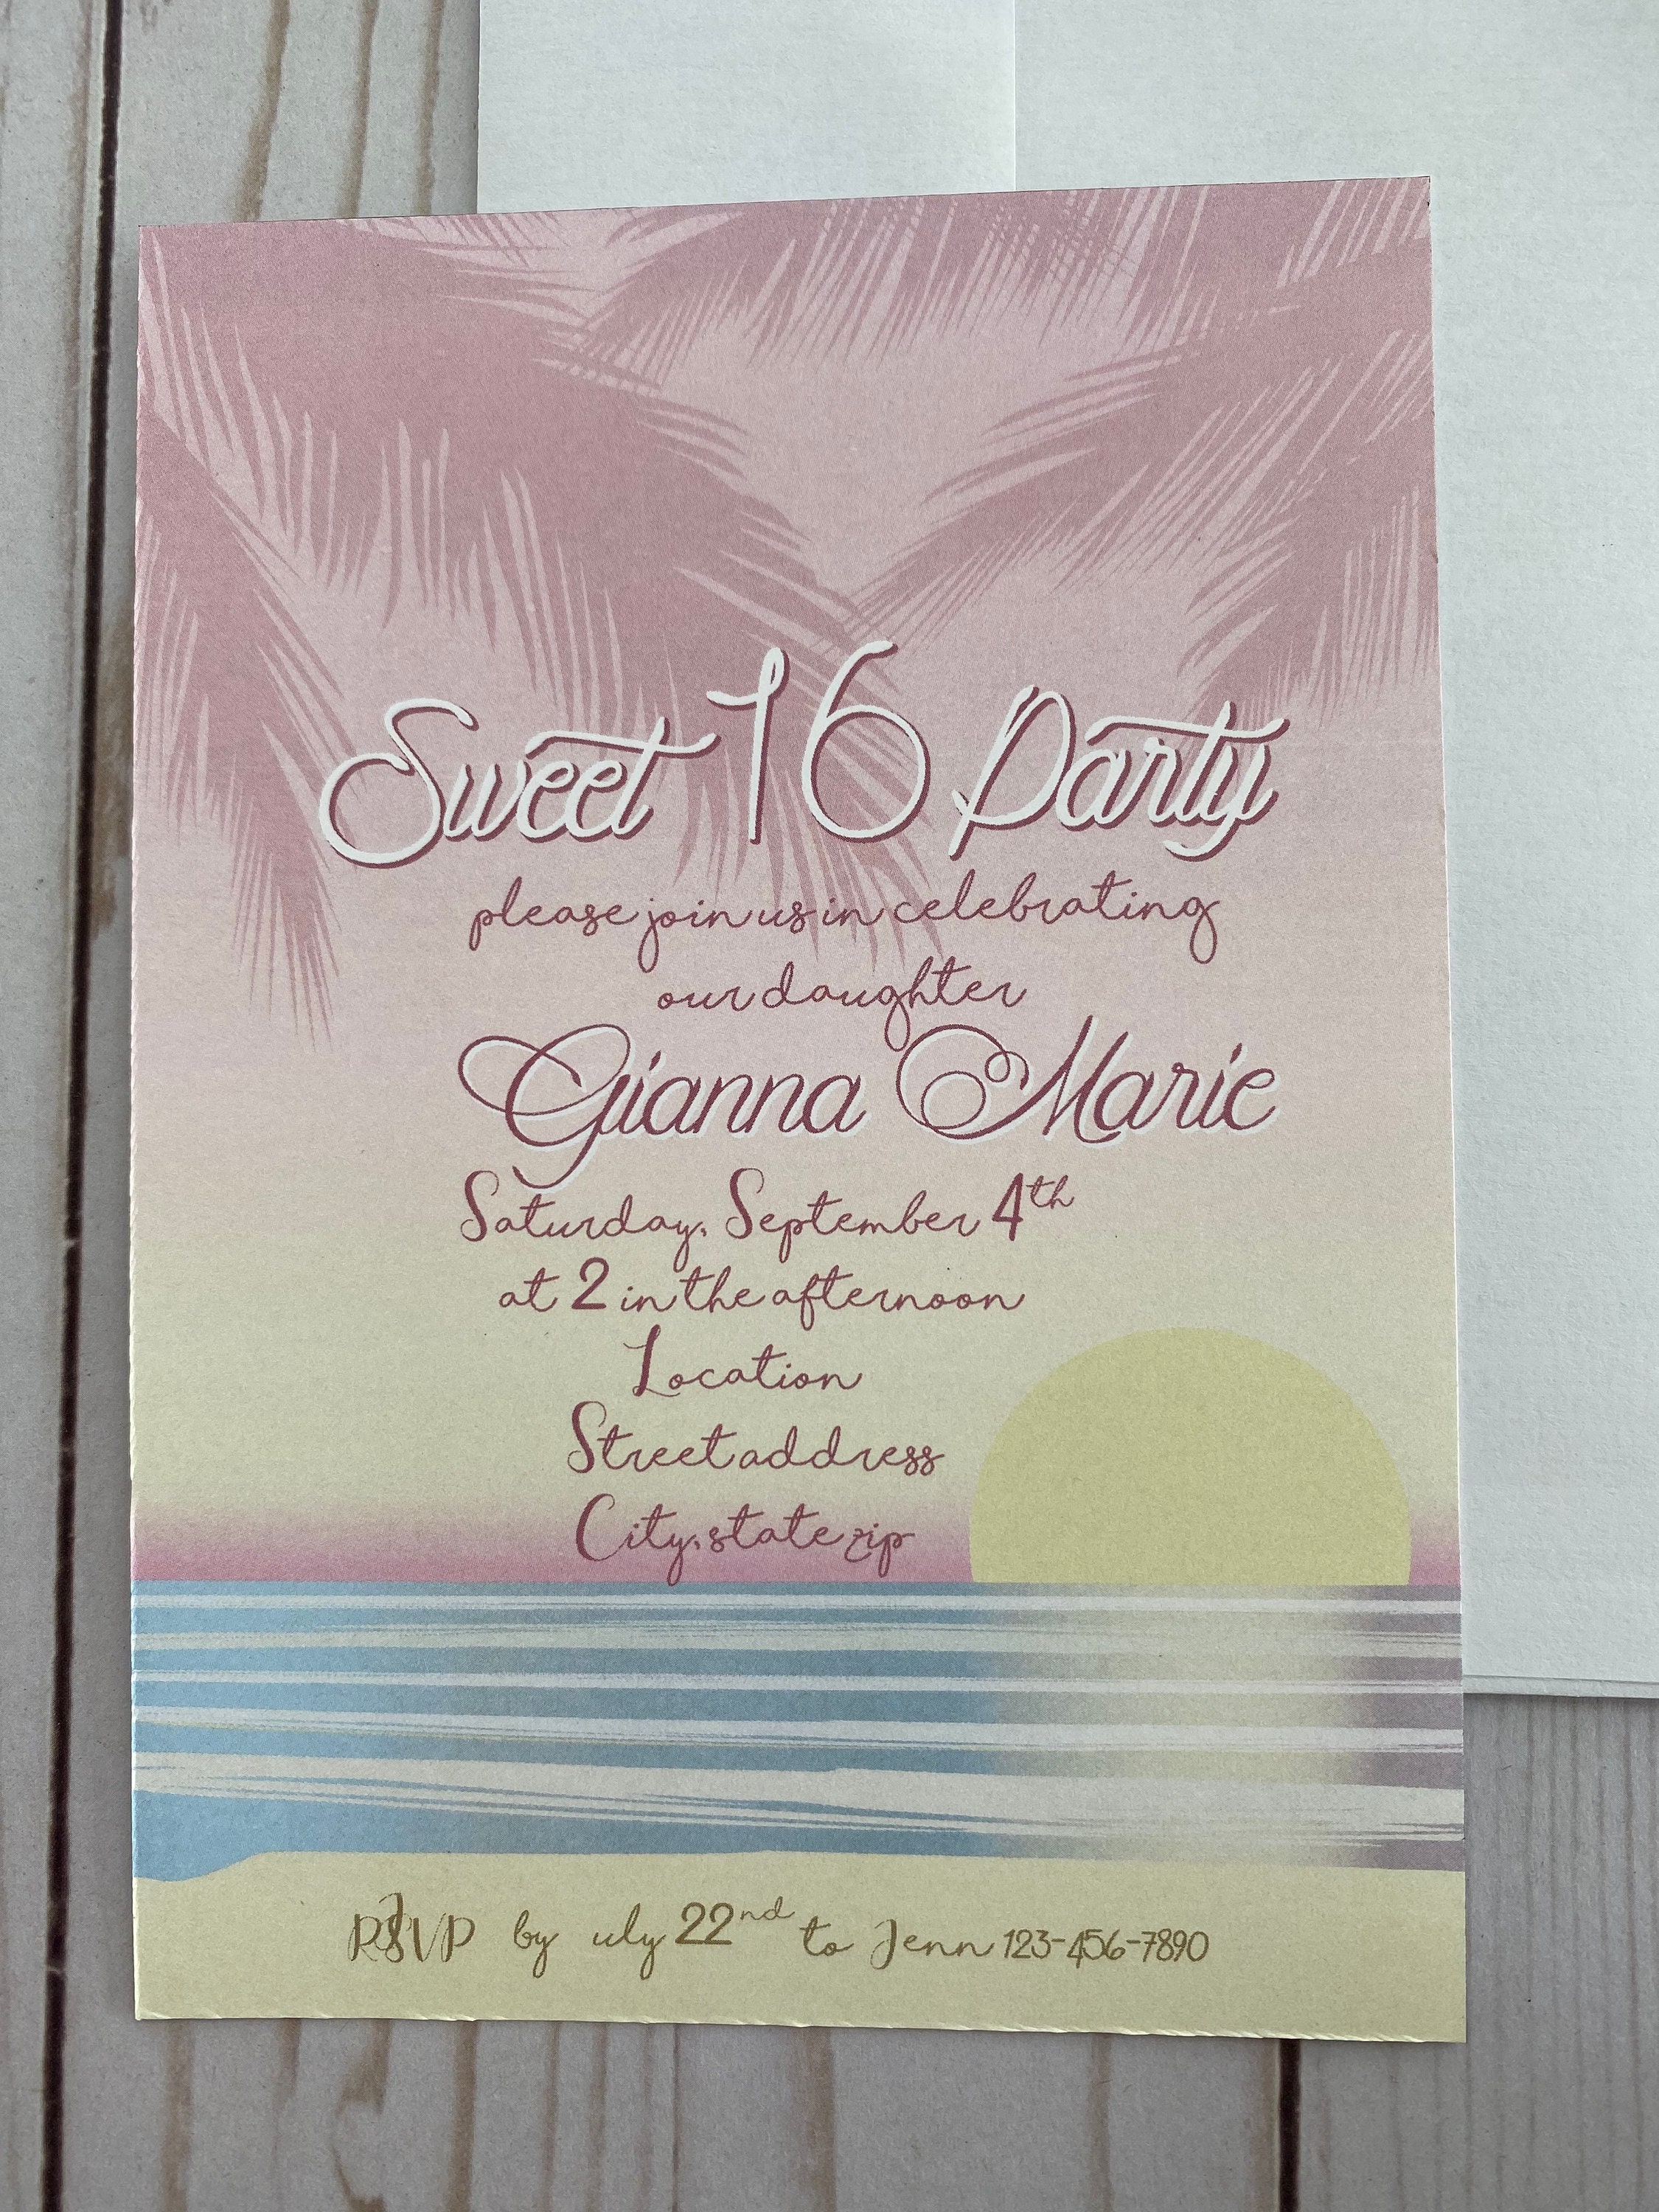 Sweet 16 Party
please join us in celebrating
our daughter
Gianna Marie
Saturday, September 4th
at 2 in the afternoon
Location
Street address
City, state zip
RSVP by July 22nd to Jenn 123-456-7890